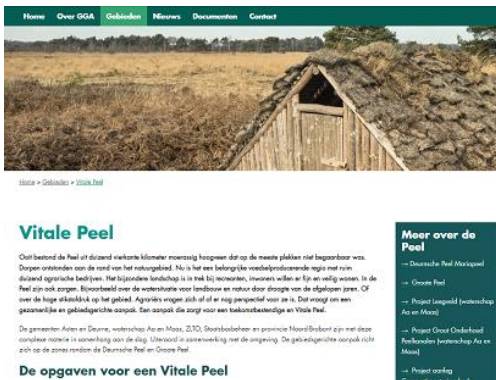 Home Over GGA Gebieden Nieuws Documenten Contact
Home > Gebieden > Vitale Peel
Vitale Peel
Ooit bestond de Peel uit duizend vierkante kilometer moerassig hoogveen dat op de meeste plekken niet begaanbaar was.
Dorpen ontstonden aan de rand van het natuurgebied. Nu is het een belangrijke voedselproducerende regio met ruim
duizend agrarische bedrijven. Het bijzondere landschap is in trek bij recreanten, inwoners willen er fijn en veilig wonen. In de
Peel zijn ook zorgen. Bijvoorbeeld over de watersituatie voor landbouw en natuur door droogte van de afgelopen jaren. Of
over de hoge stikstofdruk op het gebied. Agrariërs vragen zich af of er nog perspectief voor ze is. Dat vraagt om een
gezamenlijke en gebiedsgerichte aanpak. Een aanpak die zorgt voor een toekomstbestendige en Vitale Peel.
De gemeenten Asten en Deurne, waterschap Aa en Maas, ZLTO, Staatsbosbeheer en provincie Noord-Brabant zijn met deze
complexe materie in samenhang aan de slag. Uiteraard in samenwerking met de omgeving. De gebiedsgerichte aanpak richt
zich op de zones rondom de Deurnsche Peel en Groote Peel.
De opgaven voor een Vitale Peel
Meer over de
Peel
→ Deurnsche Peel Mariapeel
→ Groote Peel
→ Project Leegveld (waterschap
Aa en Maas)
→ Project Groot Onderhoud
Peelkanalen (waterschap Aa en
Maas)
→ Project aanleg